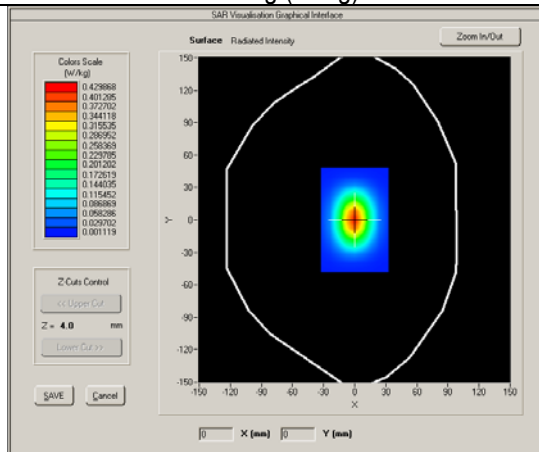 SAR Visualisation Graphical Interface
Surface Radiated Intensity
Zoom In/Out
Colors Scale
(W/kg)
0.429868
0.401285
0.372702
0.344118
0.315535
0.286952
0.258369
0.229785
0.201202
0.172619
0.144035
0.115452
0.086869
0.058286
0.029702
0.001119
150-
120-
90-
60-
30-
Y
0-
-30-
-60-
-90-
-120-
-150-
-150 -120 -90 -60 -30 0 30 60 90 120 150
X
Z-Cuts Control
<< Upper Cut
Z = 4.0 mm
Lower Cut >>
SAVE Cancel
0 X (mm) 0 Y (mm)